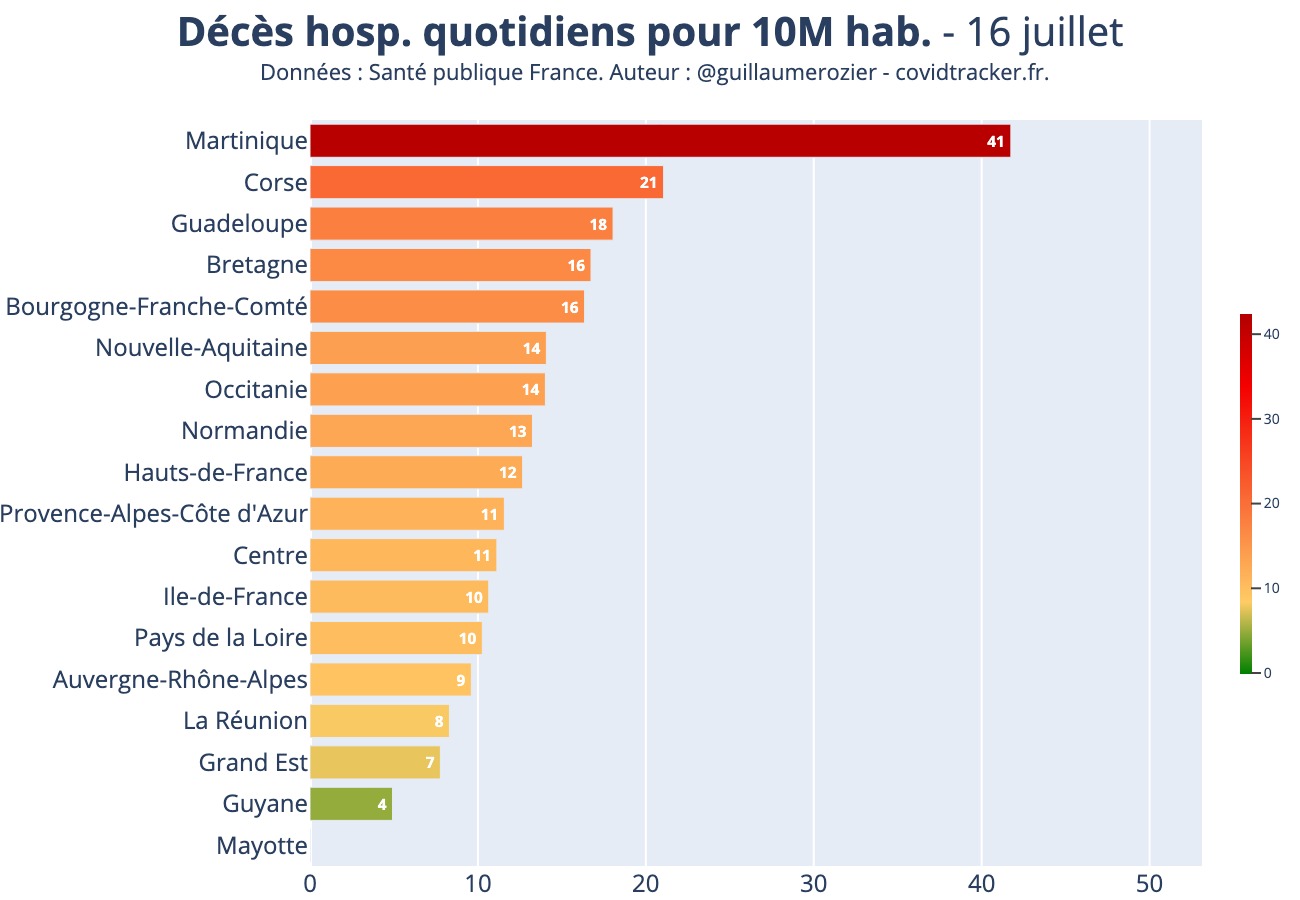 Décès hosp. quotidiens pour 10M hab. - 16 juillet
Données : Santé publique France. Auteur : @guillaumerozier - covidtracker.fr.
Martinique 41
Corse 21
Guadeloupe 18
Bretagne 16
Bourgogne-Franche-Comté 16
Nouvelle-Aquitaine 14
Occitanie 14
Normandie 13
Hauts-de-France 12
Provence-Alpes-Côte d'Azur 11
Centre 11
Ile-de-France 10
Pays de la Loire 10
Auvergne-Rhône-Alpes 9
La Réunion 8
Grand Est 7
Guyane 4
Mayotte
0 10 20 30 40 50
40
30
20
10
0